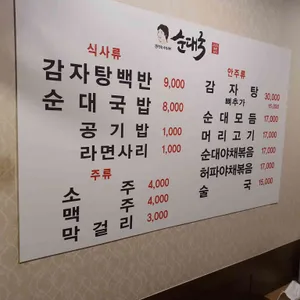 순대국
식사류
감자탕백반 9,000
순대국밥 8,000
공기밥 1,000
라면사리 1,000
주류
소주 4,000
맥주 4,000
막걸리 3,000
안주류
감자탕 30,000
뼈추가
순대모듬 17,000
머리고기 17,000
순대야채볶음 17,000
허파야채볶음 17,000
술국 15,000